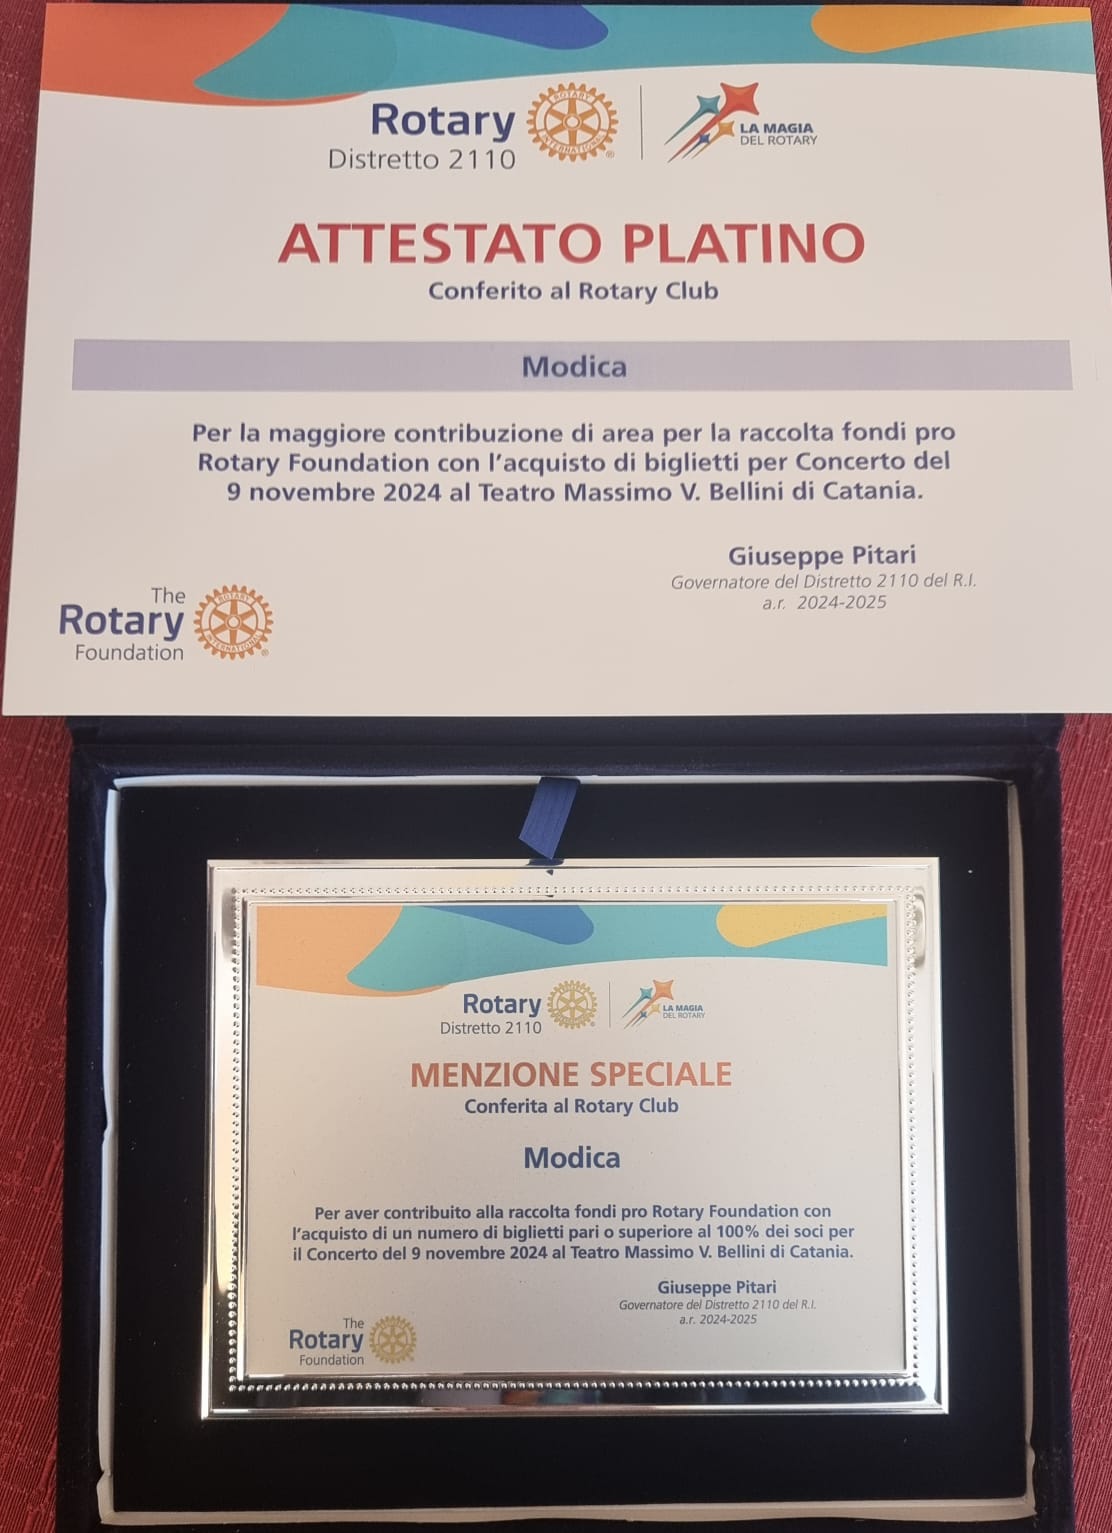 Rotary
Distretto 2110
ROTARY
INTERNATIONAL
LA MAGIA
DEL ROTARY
ATTESTATO PLATINO
Conferito al Rotary Club
Modica
Per la maggiore contribuzione di area per la raccolta fondi pro
Rotary Foundation con l'acquisto di biglietti per Concerto del
9 novembre 2024 al Teatro Massimo V. Bellini di Catania.
Giuseppe Pitari
Governatore del Distretto 2110 del R.I.
a.r. 2024-2025
The
Rotary
Foundation
ROTARY
INTERNATIONAL
Rotary
Distretto 2110
LA MAGIA
DEL ROTARY
MENZIONE SPECIALE
Conferita al Rotary Club
Modica
Per aver contribuito alla raccolta fondi pro Rotary Foundation con
l'acquisto di un numero di biglietti pari o superiore al 100% dei soci per
il Concerto del 9 novembre 2024 al Teatro Massimo V. Bellini di Catania.
Giuseppe Pitari
Governatore del Distretto 2110 del R.I.
a.r. 2024-2025
The
Rotary
Foundation